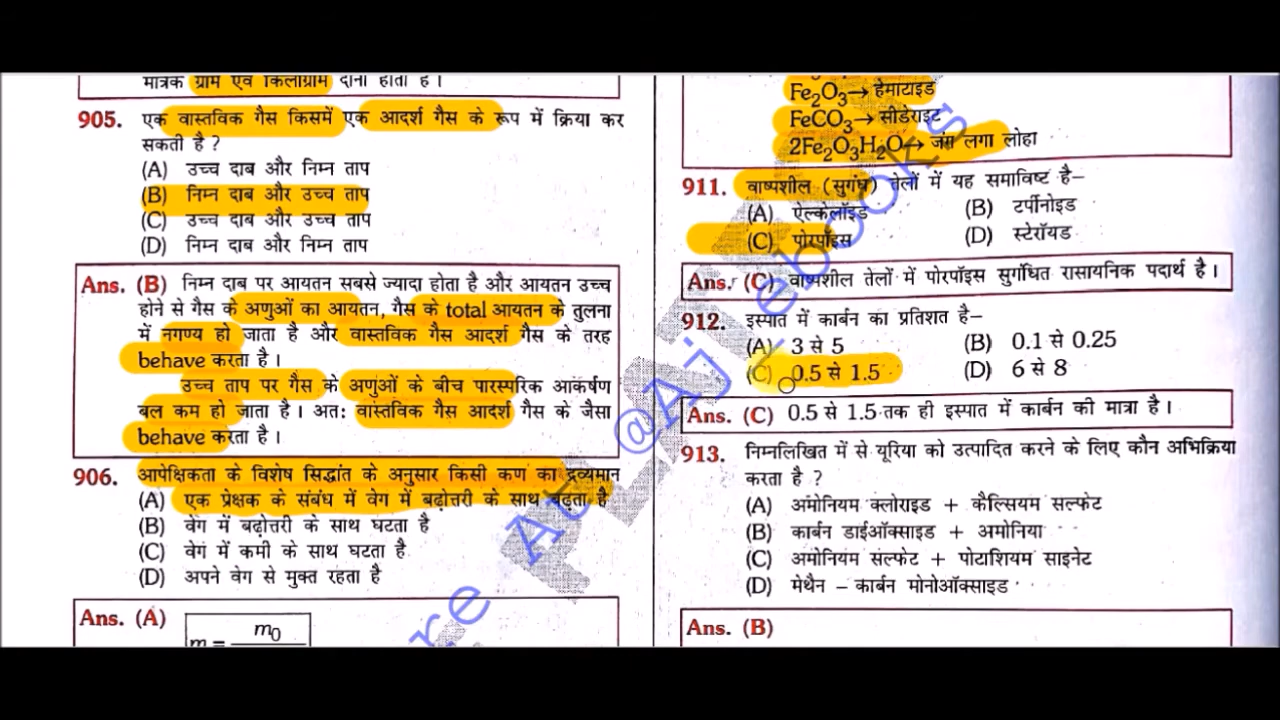 मात्रक ग्राम एवं किलोग्राम दोनों होता है।
905. एक वास्तविक गैस किसमें एक आदर्श गैस के रूप में क्रिया कर
सकती है ?
(A) उच्च दाब और निम्न ताप
(B) निम्न दाब और उच्च ताप
(C) उच्च दाब और उच्च ताप
(D) निम्न दाब और निम्न ताप
Ans. (B) निम्न दाब पर आयतन सबसे ज्यादा होता है और आयतन उच्च
होने से गैस के अणुओं का आयतन, गैस के total आयतन के तुलना
में नगण्य हो जाता है और वास्तविक गैस आदर्श गैस के तरह
behave करता है।
उच्च ताप पर गैस के अणुओं के बीच पारस्परिक आकर्षण
बल कम हो जाता है। अतः वास्तविक गैस आदर्श गैस के जैसा
behave करता है।
906. आपेक्षिकता के विशेष सिद्धांत के अनुसार किसी कण का द्रव्यमान
(A) एक प्रेक्षक के संबंध में वेग में बढ़ोत्तरी के साथ बढ़ता है
(B) वेग में बढ़ोत्तरी के साथ घटता है
(C) वेग में कमी के साथ घटता है
(D) अपने वेग से मुक्त रहता है
Ans. (A)
m₀
m =
Fe₂O₃→ हेमाटाइड
FeCO₃→ सीडेराइट
2Fe₂O₃H₂O→ जंग लगा लोहा
911. वाष्पशील (सुगंध) तेलों में यह समाविष्ट है–
(A) ऐल्केलॉइड (B) टर्पीनोइड
(C) पोरपॉइस (D) स्टेरॉयड
Ans. (C) वाष्पशील तेलों में पोरपॉइस सुगंधित रासायनिक पदार्थ है।
912. इस्पात में कार्बन का प्रतिशत है–
(A) 3 से 5 (B) 0.1 से 0.25
(C) 0.5 से 1.5 (D) 6 से 8
Ans. (C) 0.5 से 1.5 तक ही इस्पात में कार्बन की मात्रा है।
913. निम्नलिखित में से यूरिया को उत्पादित करने के लिए कौन अभिक्रिया
करता है ?
(A) अमोनियम क्लोराइड + कैल्सियम सल्फेट
(B) कार्बन डाईऑक्साइड + अमोनिया
(C) अमोनियम सल्फेट + पोटाशियम साइनेट
(D) मेथैन – कार्बन मोनोऑक्साइड
Ans. (B)